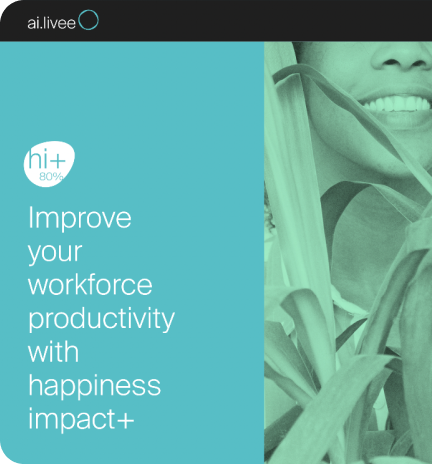 ai.livee
hi+
80%
Improve
your
workforce
productivity
with
happiness
impact+